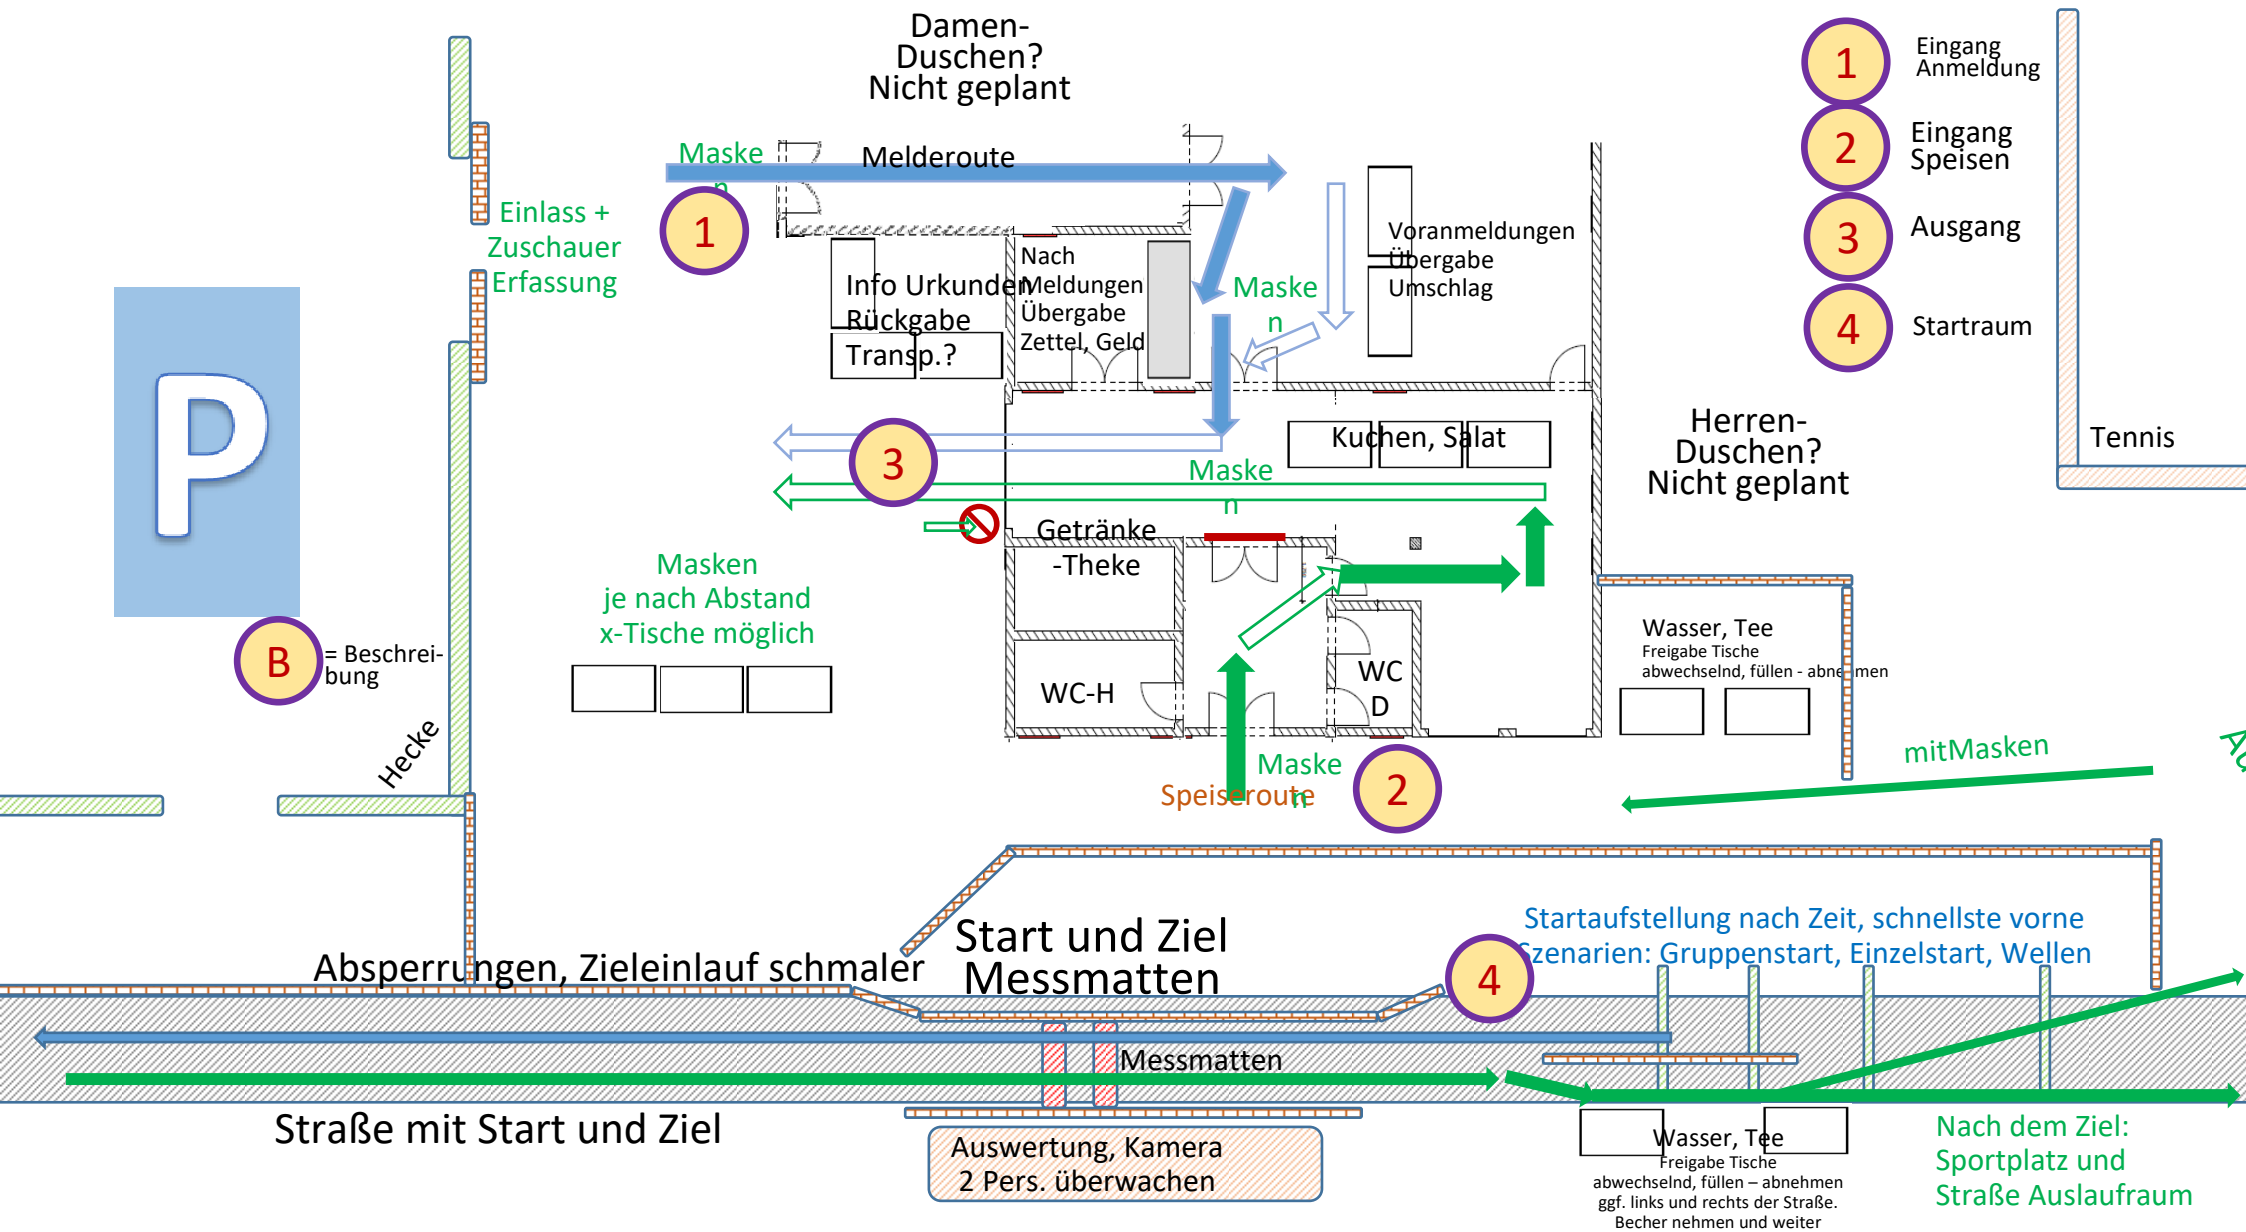 Damen-
Duschen?
Nicht geplant
1
Eingang
Anmeldung
2
Eingang
Speisen
3
Ausgang
4
Startraum
Maske
n
Melderoute
1
Einlass +
Zuschauer
Erfassung
Info Urkunden
Rückgabe
Transp.?
Nach
Meldungen
Übergabe
Zettel, Geld
Maske
n
Voranmeldungen
Übergabe
Umschlag
P
3
Kuchen, Salat
Maske
n
Herren-
Duschen?
Nicht geplant
Tennis
Getränke
-Theke
Masken
je nach Abstand
x-Tische möglich
B
= Beschrei-
bung
Hecke
WC-H
WC
D
Wasser, Tee
Freigabe Tische
abwechselnd, füllen - abnehmen
Maske
n
Speiseroute
2
mitMasken
Startaufstellung nach Zeit, schnellste vorne
Szenarien: Gruppenstart, Einzelstart, Wellen
4
Start und Ziel
Messmatten
Absperrungen, Zieleinlauf schmaler
Messmatten
Straße mit Start und Ziel
Auswertung, Kamera
2 Pers. überwachen
Wasser, Tee
Freigabe Tische
abwechselnd, füllen – abnehmen
ggf. links und rechts der Straße.
Becher nehmen und weiter
Nach dem Ziel:
Sportplatz und
Straße Auslaufraum